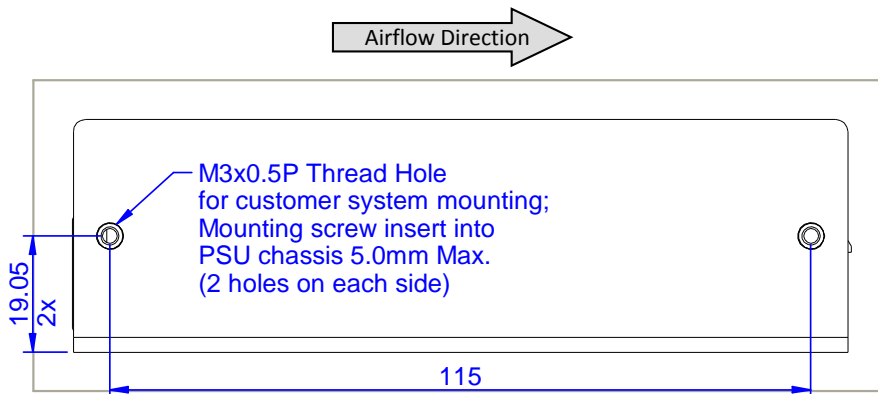 Airflow Direction
M3x0.5P Thread Hole
for customer system mounting;
Mounting screw insert into
PSU chassis 5.0mm Max.
(2 holes on each side)
19.05
2x
115